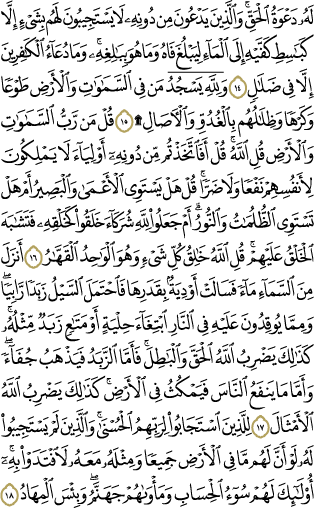 لَهُۥ دَعْوَةُ ٱلْحَقِّ ۖ وَٱلَّذِينَ يَدْعُونَ مِن دُونِهِۦ لَا يَسْتَجِيبُونَ لَهُم بِشَىْءٍ إِلَّا
كَبَـٰسِطِ كَفَّيْهِ إِلَى ٱلْمَآءِ لِيَبْلُغَ فَاهُ وَمَا هُوَ بِبَـٰلِغِهِۦ ۚ وَمَا دُعَآءُ ٱلْكَـٰفِرِينَ
إِلَّا فِى ضَلَـٰلٍ ١٤ وَلِلَّهِ يَسْجُدُ مَن فِى ٱلسَّمَـٰوَٰتِ وَٱلْأَرْضِ طَوْعًا
وَكَرْهًا وَظِلَـٰلُهُم بِٱلْغُدُوِّ وَٱلْـَٔاصَالِ ۩ ١٥ قُلْ مَن رَّبُّ ٱلسَّمَـٰوَٰتِ
وَٱلْأَرْضِ قُلِ ٱللَّهُ ۚ قُلْ أَفَٱتَّخَذْتُم مِّن دُونِهِۦٓ أَوْلِيَآءَ لَا يَمْلِكُونَ
لِأَنفُسِهِمْ نَفْعًا وَلَا ضَرًّا ۚ قُلْ هَلْ يَسْتَوِى ٱلْأَعْمَىٰ وَٱلْبَصِيرُ أَمْ هَلْ
تَسْتَوِى ٱلظُّلُمَـٰتُ وَٱلنُّورُ ۗ أَمْ جَعَلُوا۟ لِلَّهِ شُرَكَآءَ خَلَقُوا۟ كَخَلْقِهِۦ فَتَشَـٰبَهَ
ٱلْخَلْقُ عَلَيْهِمْ ۚ قُلِ ٱللَّهُ خَـٰلِقُ كُلِّ شَىْءٍ وَهُوَ ٱلْوَٰحِدُ ٱلْقَهَّـٰرُ ١٦ أَنزَلَ
مِنَ ٱلسَّمَآءِ مَآءً فَسَالَتْ أَوْدِيَةٌۢ بِقَدَرِهَا فَٱحْتَمَلَ ٱلسَّيْلُ زَبَدًا رَّابِيًا ۚ
وَمِمَّا يُوقِدُونَ عَلَيْهِ فِى ٱلنَّارِ ٱبْتِغَآءَ حِلْيَةٍ أَوْ مَتَـٰعٍ زَبَدٌ مِّثْلُهُۥ ۚ
كَذَٰلِكَ يَضْرِبُ ٱللَّهُ ٱلْحَقَّ وَٱلْبَـٰطِلَ ۚ فَأَمَّا ٱلزَّبَدُ فَيَذْهَبُ جُفَآءً ۖ
وَأَمَّا مَا يَنفَعُ ٱلنَّاسَ فَيَمْكُثُ فِى ٱلْأَرْضِ ۚ كَذَٰلِكَ يَضْرِبُ ٱللَّهُ
ٱلْأَمْثَالَ ١٧ لِلَّذِينَ ٱسْتَجَابُوا۟ لِرَبِّهِمُ ٱلْحُسْنَىٰ ۚ وَٱلَّذِينَ لَمْ يَسْتَجِيبُوا۟
لَهُۥ لَوْ أَنَّ لَهُم مَّا فِى ٱلْأَرْضِ جَمِيعًا وَمِثْلَهُۥ مَعَهُۥ لَٱفْتَدَوْا۟ بِهِۦٓ ۚ
أُو۟لَـٰٓئِكَ لَهُمْ سُوٓءُ ٱلْحِسَابِ وَمَأْوَىٰهُمْ جَهَنَّمُ ۖ وَبِئْسَ ٱلْمِهَادُ ١٨